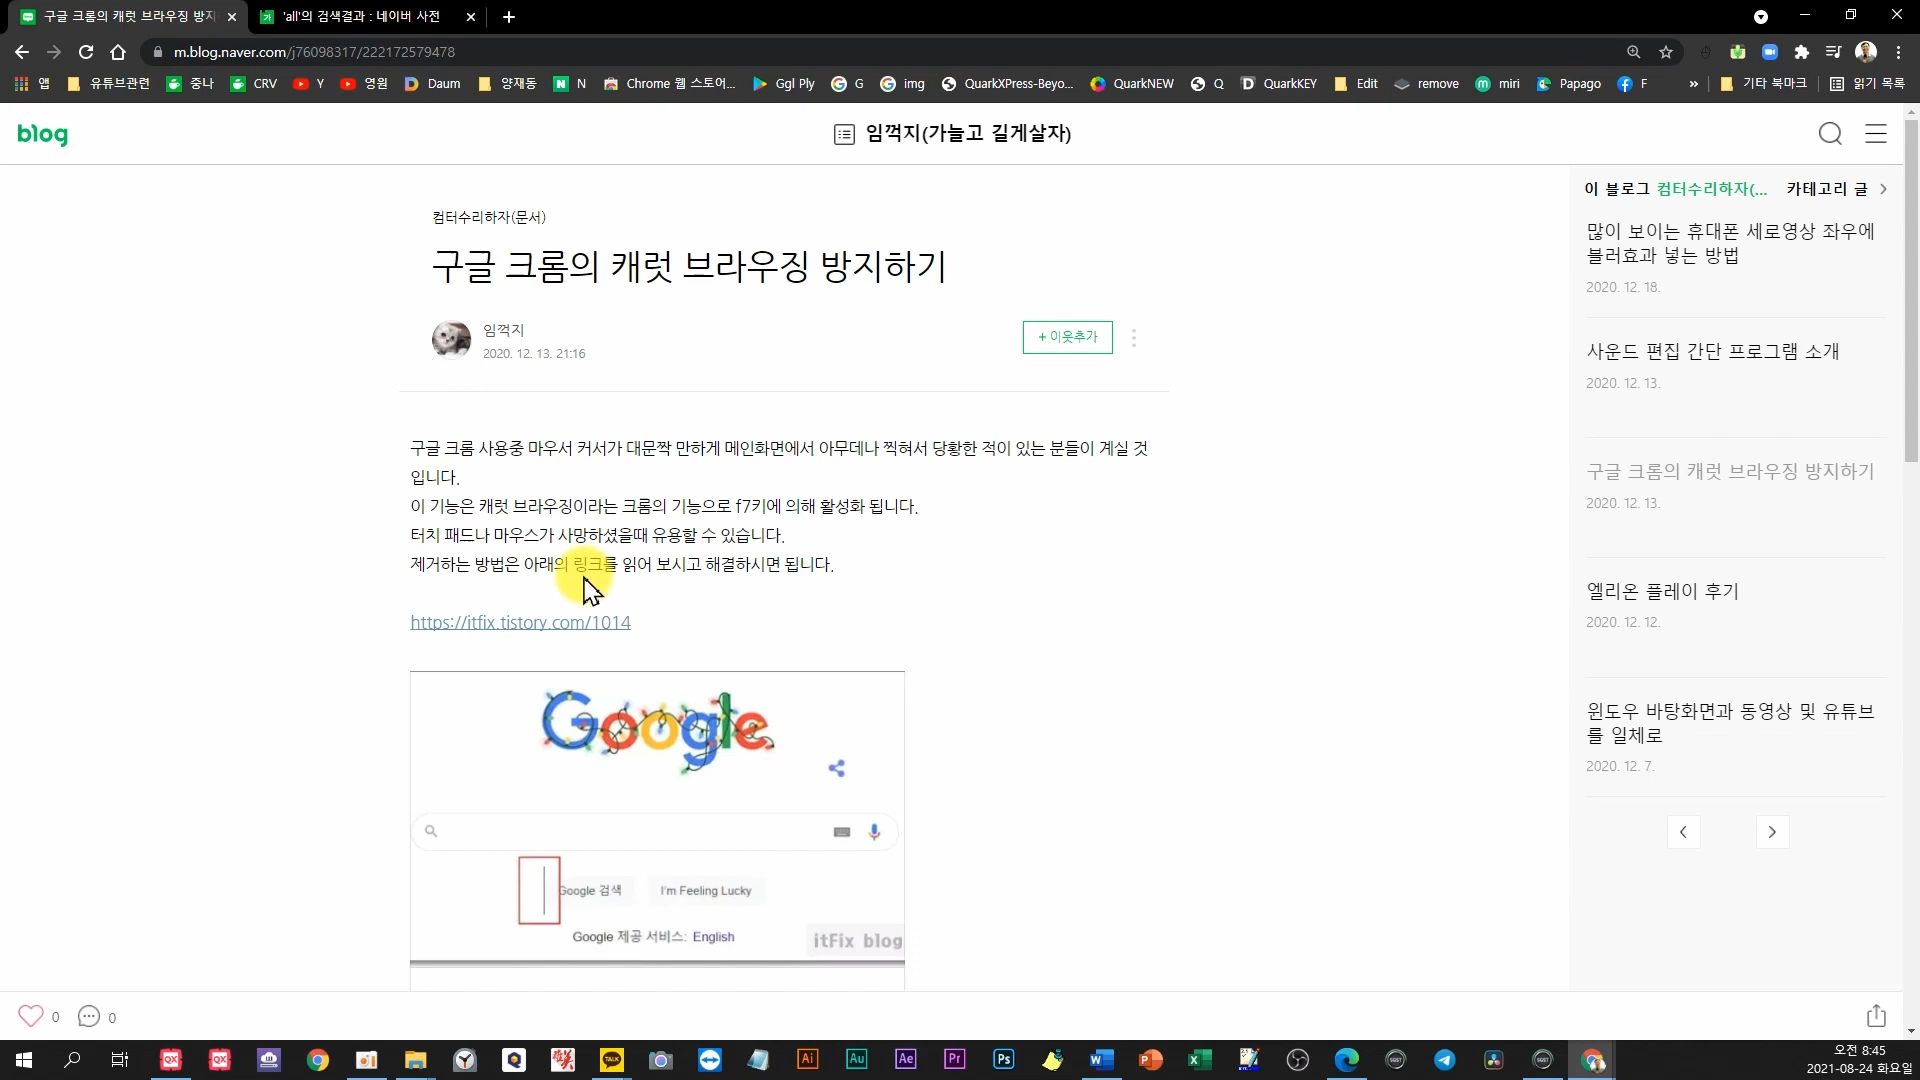 구글 크롬의 캐럿 브라우징 방지
'all'의 검색결과 : 네이버 사전
m.blog.naver.com/j76098317/222172579478
앱 유튜브관련 중나 CRV Y 영원 Daum 양재동 N Chrome 웹 스토어... Ggl Ply G img QuarkXPress-Beyo... QuarkNEW Q QuarkKEY Edit remove miri Papago F » 기타 북마크 읽기 목록
blog
임꺽지(가늘고 길게살자)
컴터수리하자(문서)
구글 크롬의 캐럿 브라우징 방지하기
임꺽지
2020. 12. 13. 21:16
+ 이웃추가
구글 크롬 사용중 마우서 커서가 대문짝 만하게 메인화면에서 아무데나 찍혀서 당황한 적이 있는 분들이 계실 것
입니다.
이 기능은 캐럿 브라우징이라는 크롬의 기능으로 f7키에 의해 활성화 됩니다.
터치 패드나 마우스가 사망하셨을때 유용할 수 있습니다.
제거하는 방법은 아래의 링크를 읽어 보시고 해결하시면 됩니다.
https://itfix.tistory.com/1014
Google
Google 검색 I'm Feeling Lucky
Google 제공 서비스: English
itFix blog
이 블로그 컴터수리하자(... 카테고리 글
많이 보이는 휴대폰 세로영상 좌우에
블러효과 넣는 방법
2020. 12. 18.
사운드 편집 간단 프로그램 소개
2020. 12. 13.
구글 크롬의 캐럿 브라우징 방지하기
2020. 12. 13.
엘리온 플레이 후기
2020. 12. 12.
윈도우 바탕화면과 동영상 및 유튜브
를 일체로
2020. 12. 7.
0 0
QX QX TALK Ai Au Ae Pr Ps
오전 8:45
2021-08-24 화요일